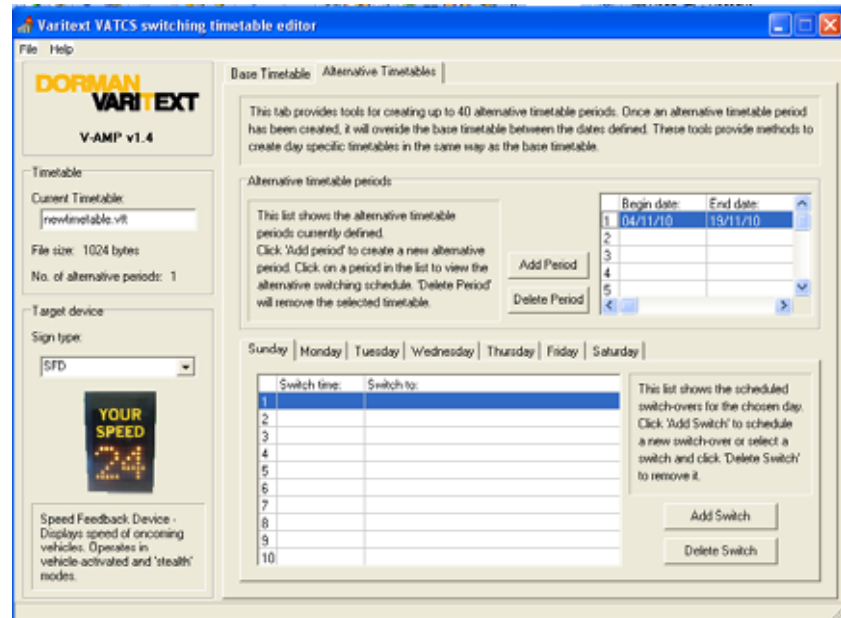 Varitext VATCS switching timetable editor
File Help
DORMAN
VARITEXT
V-AMP v1.4
Timetable
Current Timetable:
newtimetable.vtt
File size: 1024 bytes
No. of alternative periods: 1
Target device
Sign type:
SFD
YOUR
SPEED
24
Speed Feedback Device -
Displays speed of oncoming
vehicles. Operates in
vehicle-activated and 'stealth'
modes.
Base Timetable Alternative Timetables
This tab provides tools for creating up to 40 alternative timetable periods. Once an alternative timetable period
has been created, it will overide the base timetable between the dates defined. These tools provide methods to
create day specific timetables in the same way as the base timetable.
Alternative timetable periods
This list shows the alternative timetable
periods currently defined.
Click 'Add period' to create a new alternative
period. Click on a period in the list to view the
alternative switching schedule. 'Delete Period'
will remove the selected timetable.
Add Period
Delete Period
Begin date: End date:
1 04/11/10 19/11/10
2
3
4
5
Sunday Monday Tuesday Wednesday Thursday Friday Saturday
Switch time: Switch to:
1
2
3
4
5
6
7
8
9
10
This list shows the scheduled
switch-overs for the chosen day.
Click 'Add Switch' to schedule
a new switch-over or select a
switch and click 'Delete Switch'
to remove it.
Add Switch
Delete Switch